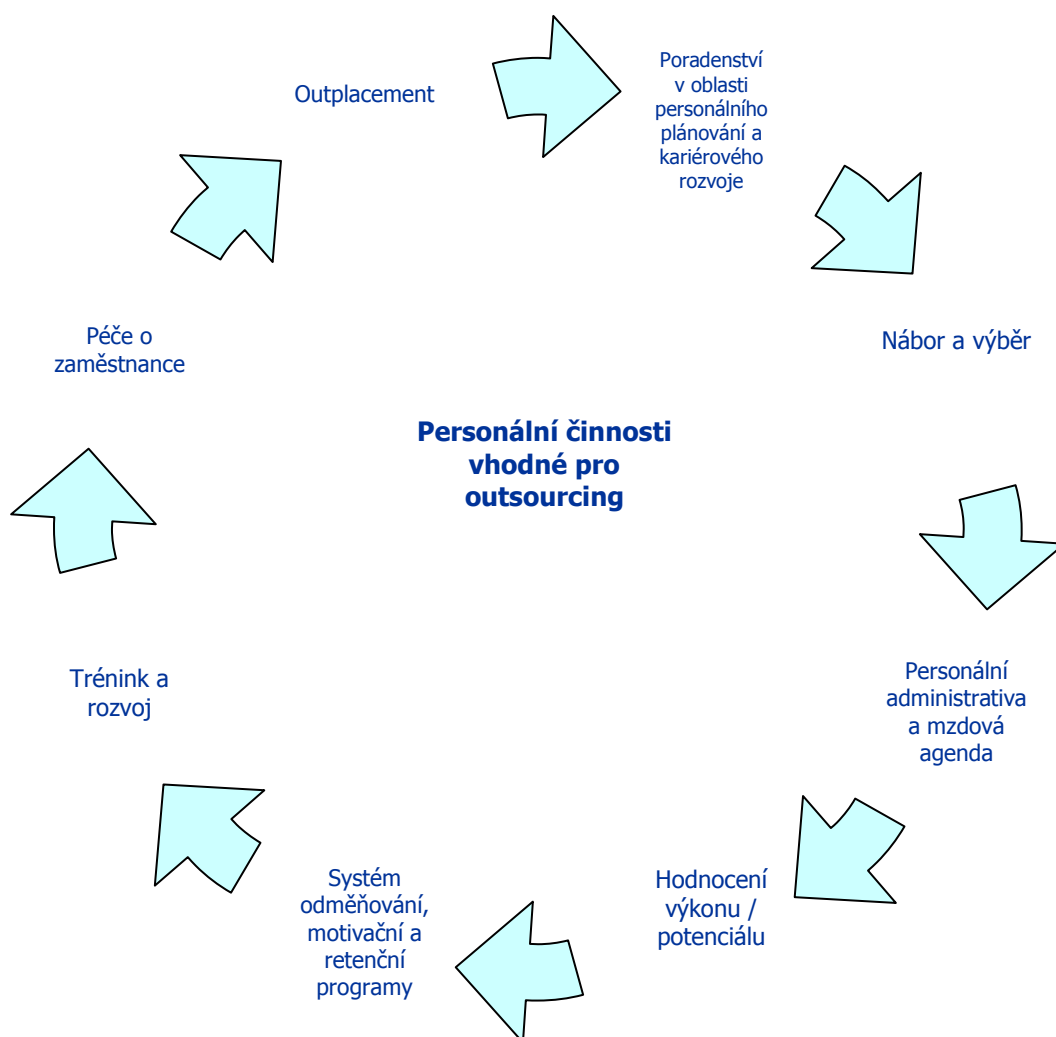 Outplacement
Poradenství
v oblasti
personálního
plánování a
kariérového
rozvoje
Nábor a výběr
Personální
administrativa
a mzdová
agenda
Hodnocení
výkonu /
potenciálu
Systém
odměňování,
motivační a
retenční
programy
Trénink a
rozvoj
Péče o
zaměstnance
Personální činnosti
vhodné pro
outsourcing